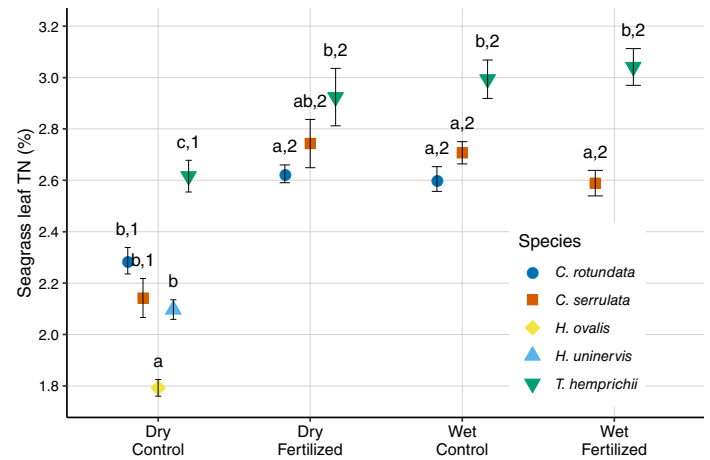 Seagrass leaf TN (%)
3.2
3.0
2.8
2.6
2.4
2.2
2.0
1.8
b,1
b,1
a
b
c,1
a,2
ab,2
b,2
a,2
a,2
b,2
a,2
b,2
Species
C. rotundata
C. serrulata
H. ovalis
H. uninervis
T. hemprichii
Dry
Control
Dry
Fertilized
Wet
Control
Wet
Fertilized